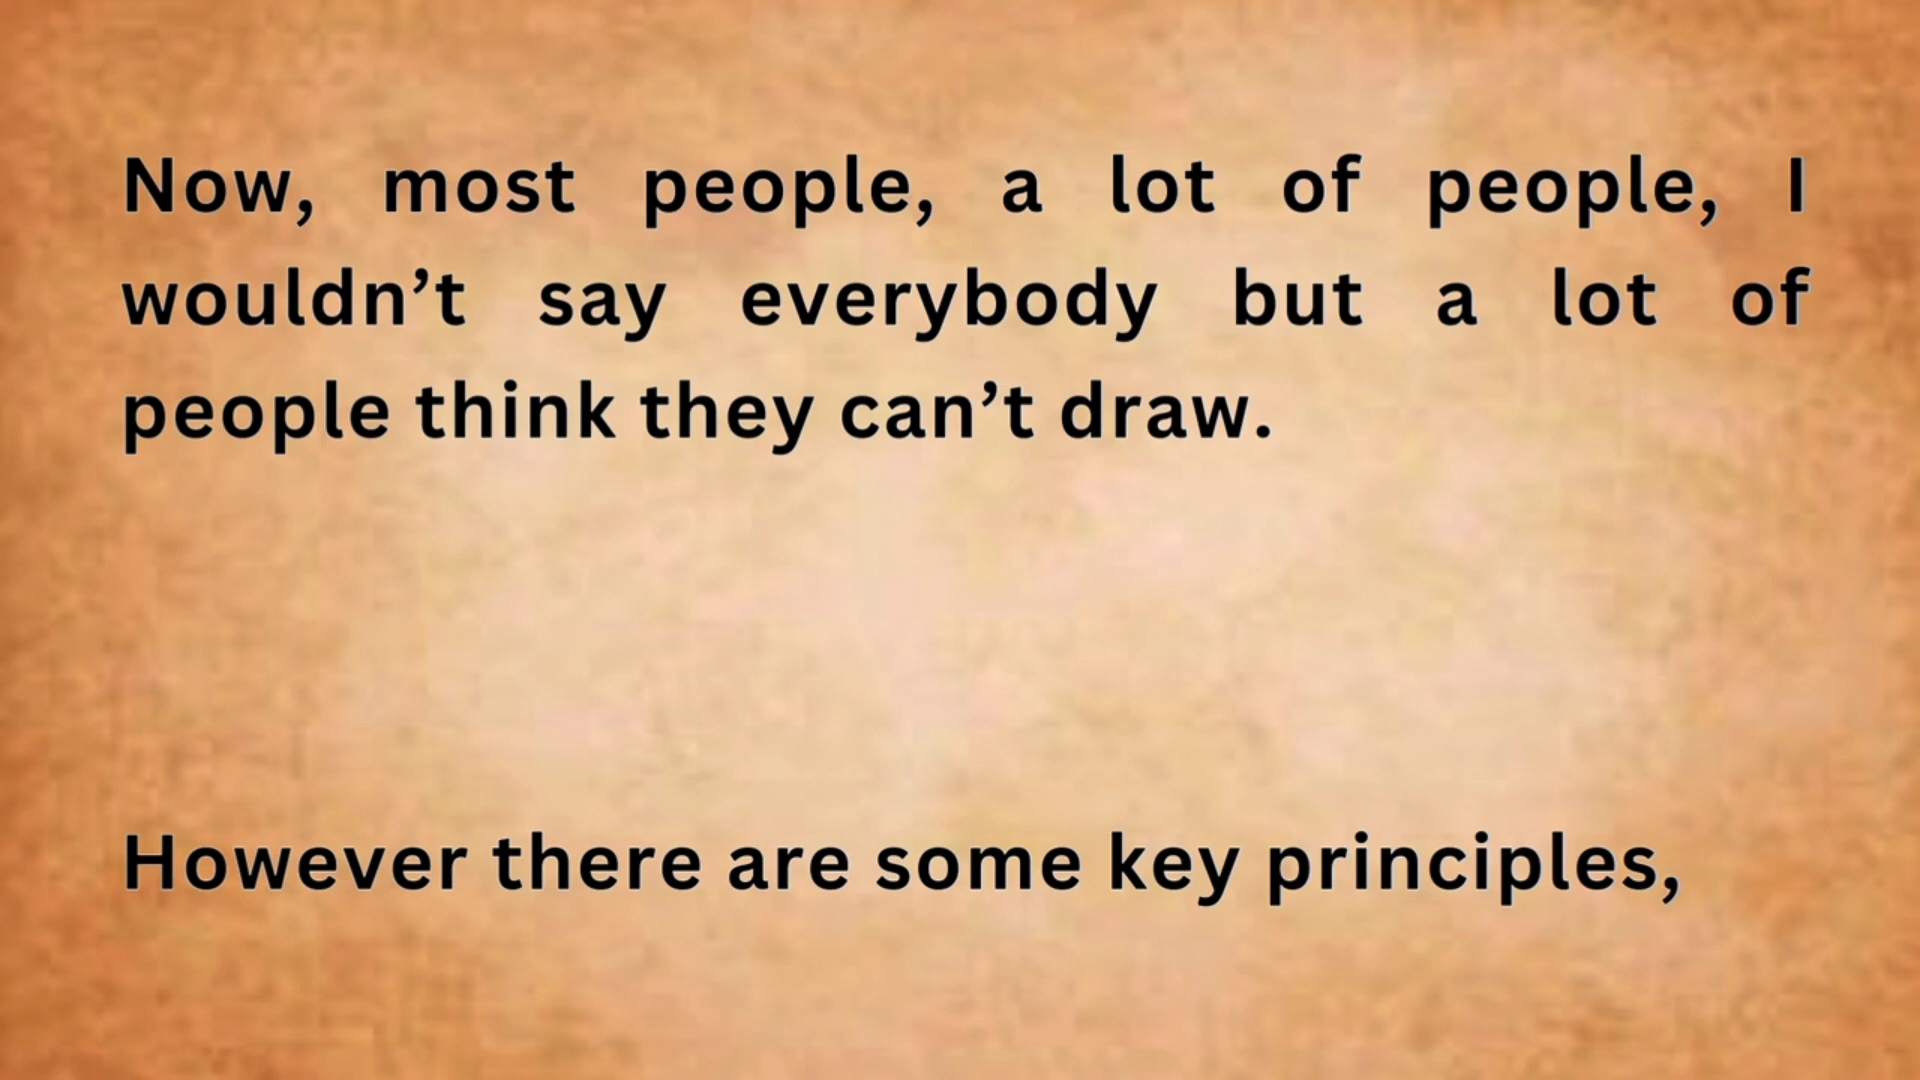 Now, most people, a lot of people, I
wouldn’t say everybody but a lot of
people think they can’t draw.
However there are some key principles,